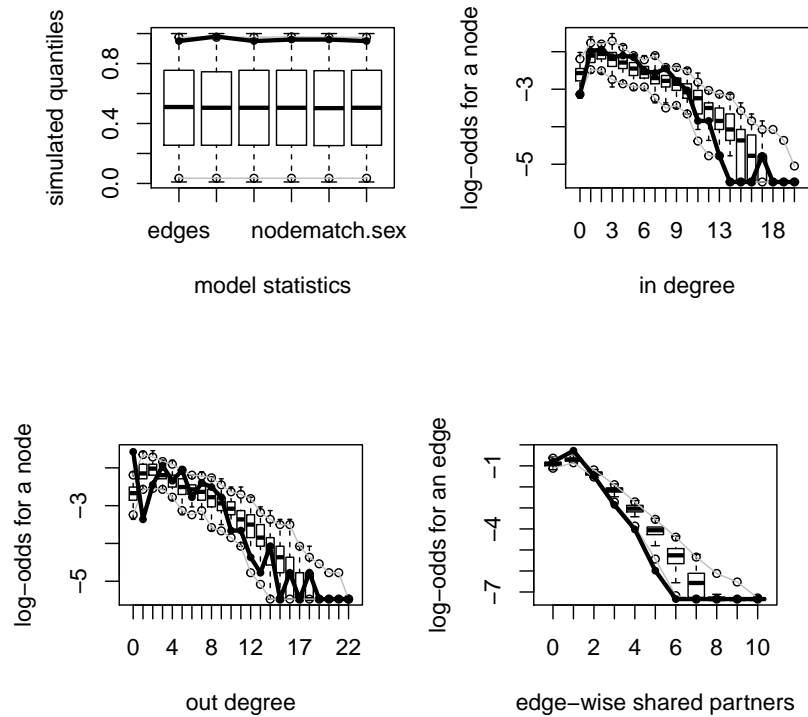 simulated quantiles
0.8
0.4
0.0
edges
nodematch.sex
model statistics
log−odds for a node
−3
−5
0 3 6 9 13 18
in degree
log−odds for a node
−3
−5
0 4 8 12 17 22
out degree
log−odds for an edge
−1
−4
−7
0 2 4 6 8 10
edge−wise shared partners